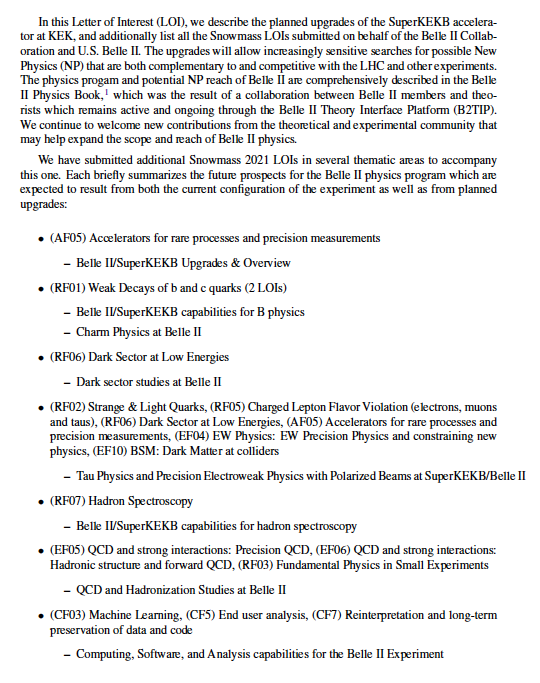 In this Letter of Interest (LOI), we describe the planned upgrades of the SuperKEKB accelera-
tor at KEK, and additionally list all the Snowmass LOIs submitted on behalf of the Belle II Collab-
oration and U.S. Belle II. The upgrades will allow increasingly sensitive searches for possible New
Physics (NP) that are both complementary to and competitive with the LHC and other experiments.
The physics progam and potential NP reach of Belle II are comprehensively described in the Belle
II Physics Book,¹ which was the result of a collaboration between Belle II members and theo-
rists which remains active and ongoing through the Belle II Theory Interface Platform (B2TIP).
We continue to welcome new contributions from the theoretical and experimental community that
may help expand the scope and reach of Belle II physics.
We have submitted additional Snowmass 2021 LOIs in several thematic areas to accompany
this one. Each briefly summarizes the future prospects for the Belle II physics program which are
expected to result from both the current configuration of the experiment as well as from planned
upgrades:
• (AF05) Accelerators for rare processes and precision measurements
– Belle II/SuperKEKB Upgrades & Overview
• (RF01) Weak Decays of b and c quarks (2 LOIs)
– Belle II/SuperKEKB capabilities for B physics
– Charm Physics at Belle II
• (RF06) Dark Sector at Low Energies
– Dark sector studies at Belle II
• (RF02) Strange & Light Quarks, (RF05) Charged Lepton Flavor Violation (electrons, muons
and taus), (RF06) Dark Sector at Low Energies, (AF05) Accelerators for rare processes and
precision measurements, (EF04) EW Physics: EW Precision Physics and constraining new
physics, (EF10) BSM: Dark Matter at colliders
– Tau Physics and Precision Electroweak Physics with Polarized Beams at SuperKEKB/Belle II
• (RF07) Hadron Spectroscopy
– Belle II/SuperKEKB capabilities for hadron spectroscopy
• (EF05) QCD and strong interactions: Precision QCD, (EF06) QCD and strong interactions:
Hadronic structure and forward QCD, (RF03) Fundamental Physics in Small Experiments
– QCD and Hadronization Studies at Belle II
• (CF03) Machine Learning, (CF5) End user analysis, (CF7) Reinterpretation and long-term
preservation of data and code
– Computing, Software, and Analysis capabilities for the Belle II Experiment